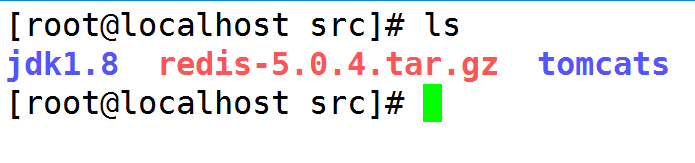 [root@localhost src]# ls
jdk1.8  redis-5.0.4.tar.gz  tomcats
[root@localhost src]#